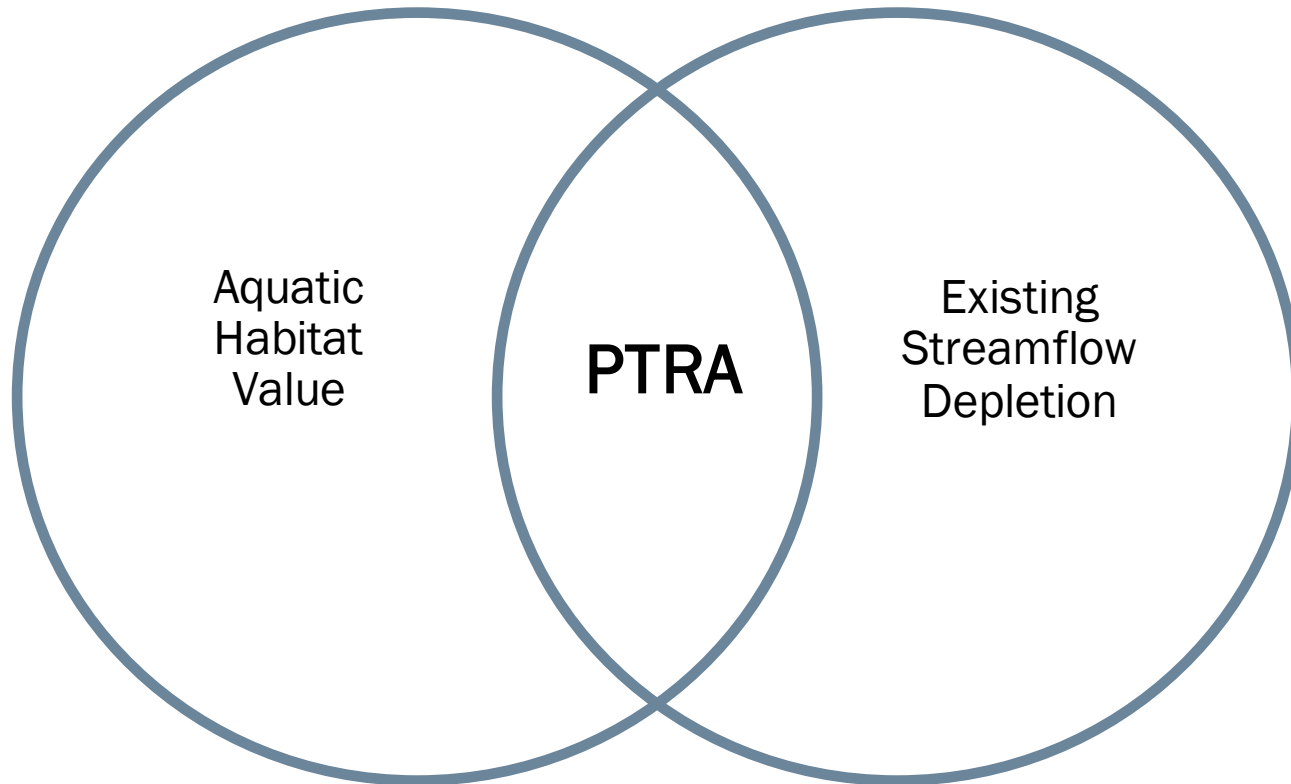 Aquatic
Habitat
Value
PTRA
Existing
Streamflow
Depletion